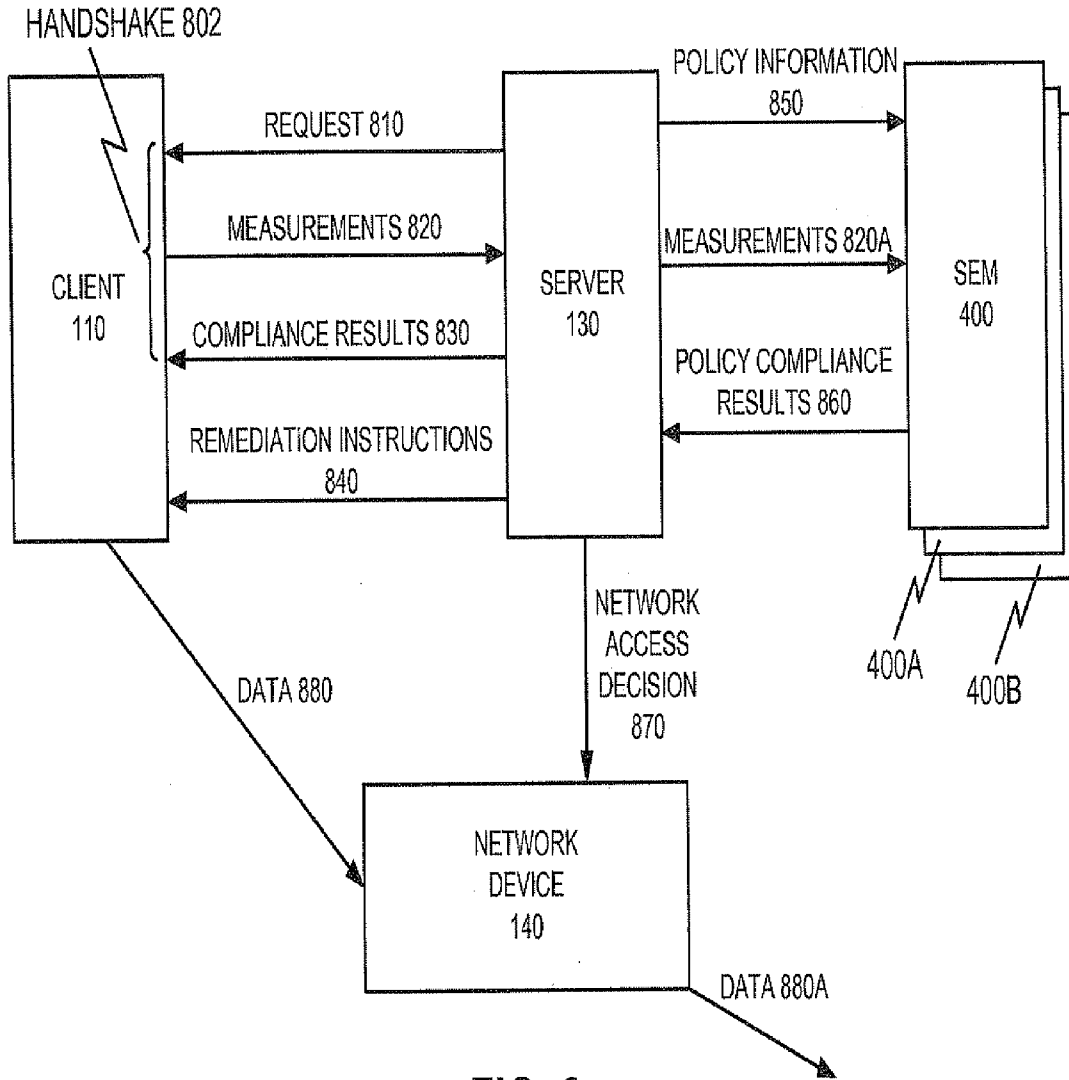 HANDSHAKE 802
POLICY INFORMATION
850
REQUEST 810
MEASUREMENTS 820
MEASUREMENTS 820A
CLIENT
110
SERVER
130
SEM
400
COMPLIANCE RESULTS 830
POLICY COMPLIANCE
RESULTS 860
REMEDIATION INSTRUCTIONS
840
NETWORK
ACCESS
DECISION
870
400A
400B
DATA 880
NETWORK
DEVICE
140
DATA 880A